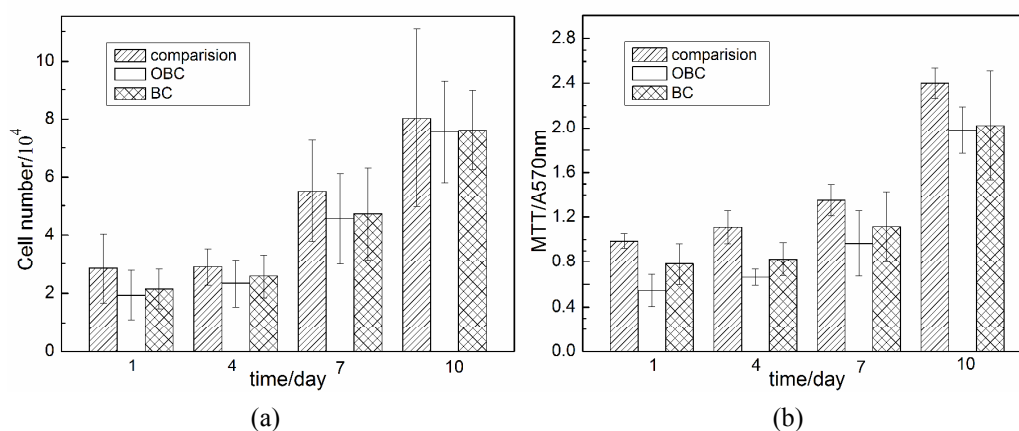 comparision
OBC
BC
Cell number/10⁴
10
8
6
4
2
0
1 4 7 10
time/day
(a)
comparision
OBC
BC
MTT/A570nm
2.8
2.4
2.0
1.6
1.2
0.8
0.4
0.0
1 4 7 10
time/day
(b)